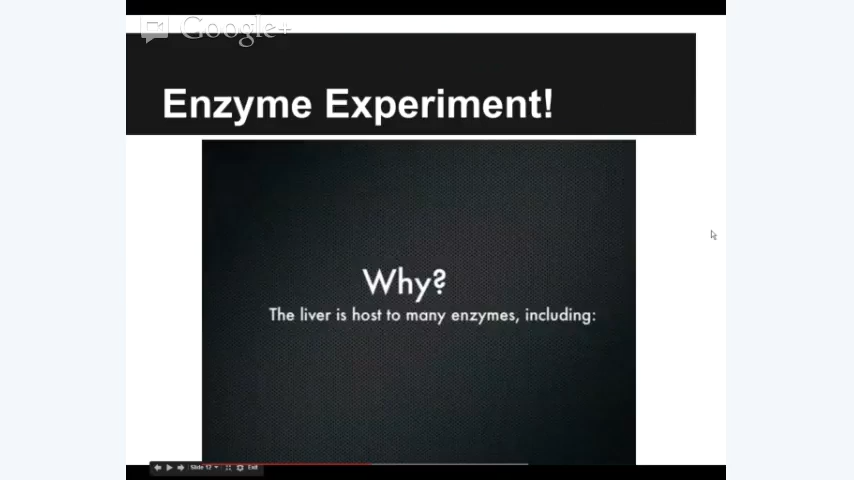 Google+
Enzyme Experiment!
Why?
The liver is host to many enzymes, including:
Slide 12
Exit